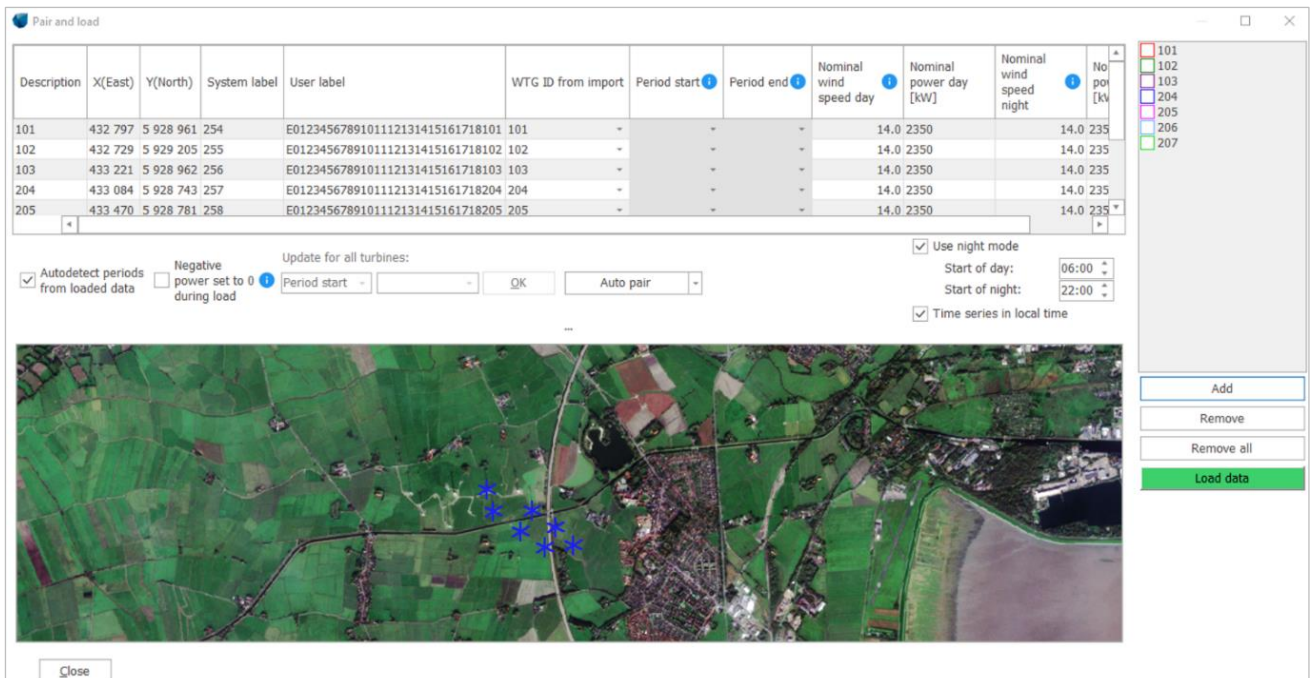 Pair and load
Description X(East) Y(North) System label User label WTG ID from import Period start Period end Nominal wind speed day Nominal power day [kW] Nominal wind speed night
101 432 797 5 928 961 254 E01234567891011121314151617181​01 101 14.0 2350 14.0 235
102 432 729 5 929 205 255 E0123456789101112131415161718102 102 14.0 2350 14.0 235
103 433 221 5 928 962 256 E0123456789101112131415161718103 103 14.0 2350 14.0 235
204 433 084 5 928 743 257 E0123456789101112131415161718204 204 14.0 2350 14.0 235
205 433 470 5 928 781 258 E0123456789101112131415161718205 205 14.0 2350 14.0 235
Autodetect periods
from loaded data
Negative
power set to 0
during load
Update for all turbines:
Period start
OK
Auto pair
...
Use night mode
Start of day: 06:00
Start of night: 22:00
Time series in local time
101
102
103
204
205
206
207
Add
Remove
Remove all
Load data
Close